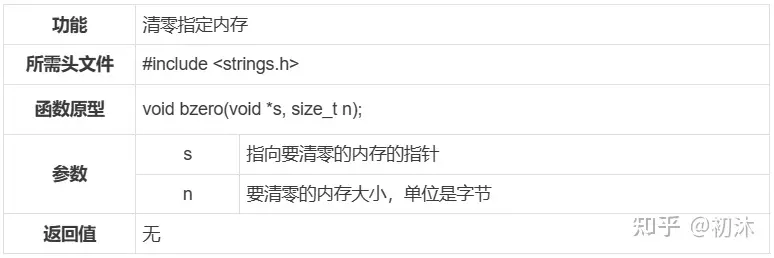 功能 清零指定内存
所需头文件 #include <strings.h>
函数原型 void bzero(void *s, size_t n);
参数 s 指向要清零的内存的指针
n 要清零的内存大小，单位是字节
返回值 无
知乎 @初沐